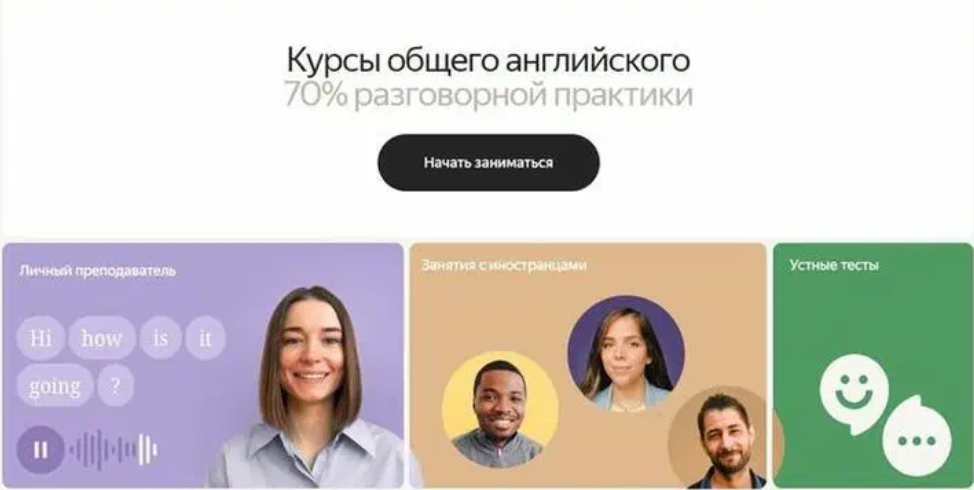 Курсы общего английского
70% разговорной практики
Начать заниматься
Личный преподаватель
Hi how is it
going ?
Занятия с иностранцами
Устные тесты